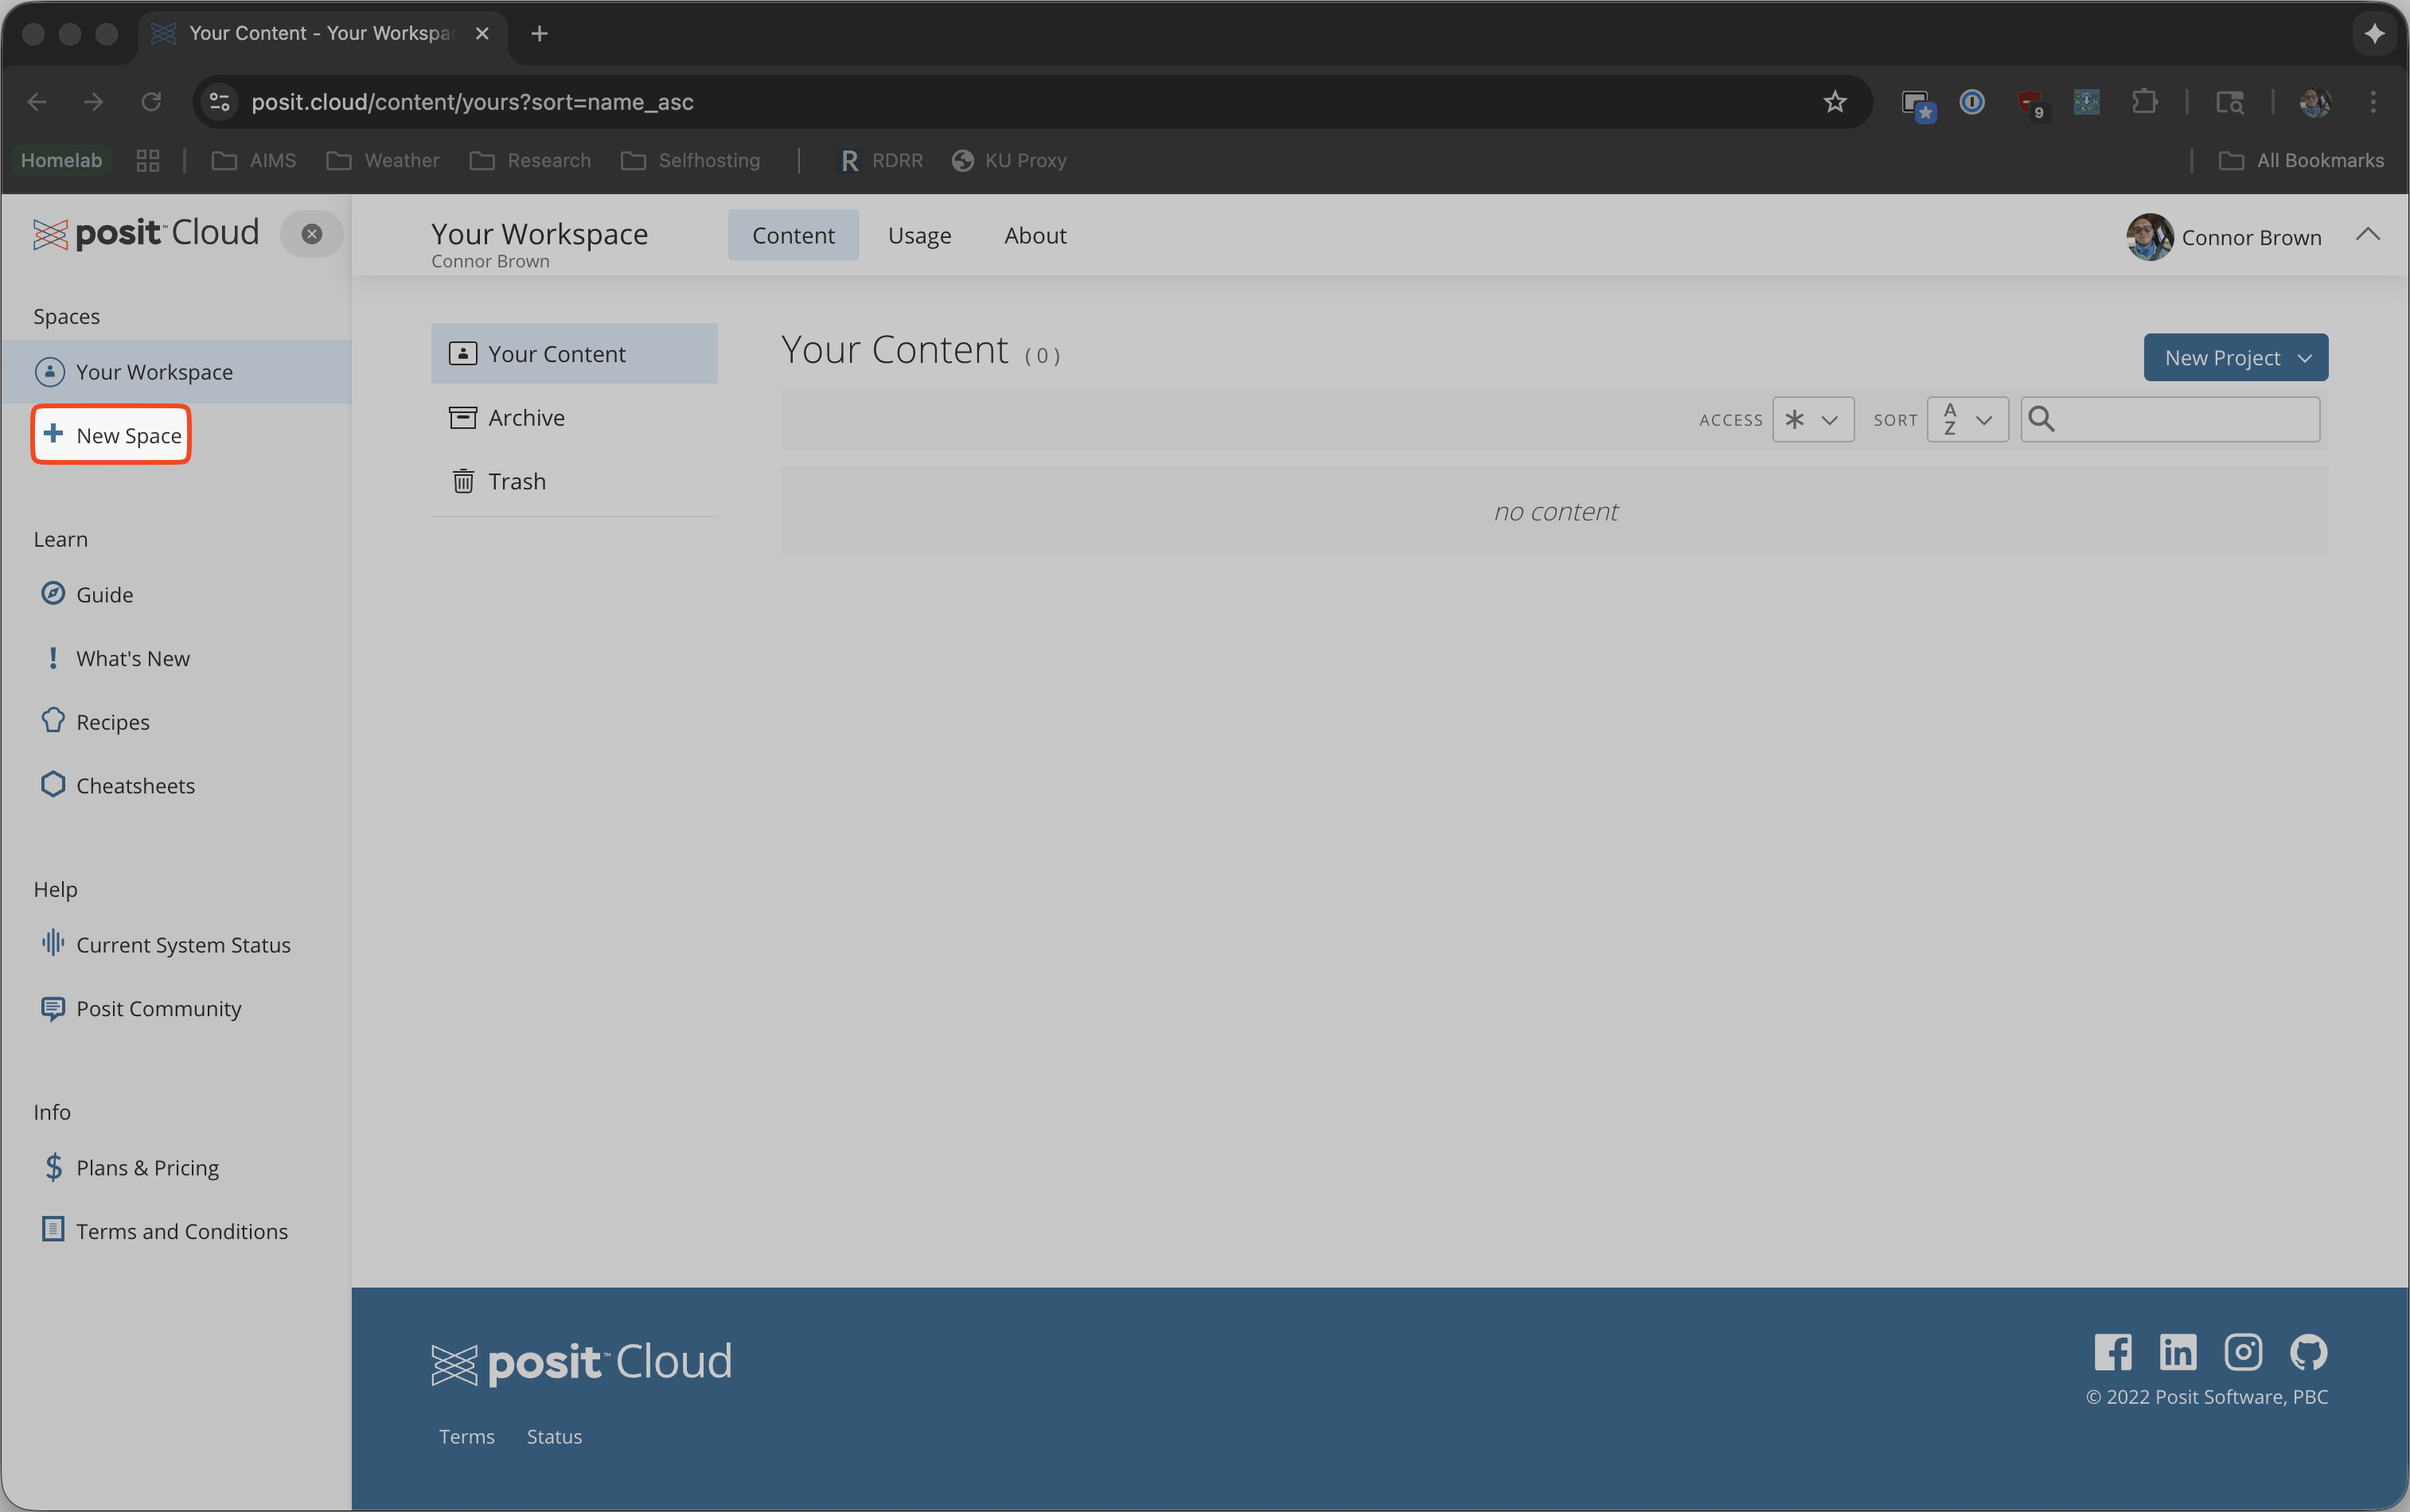 Your Content - Your Workspa
posit.cloud/content/yours?sort=name_asc
9
Homelab
AIMS
Weather
Research
Selfhosting
R RDRR
KU Proxy
All Bookmarks
posit™ Cloud
Spaces
Your Workspace
New Space
Learn
Guide
What's New
Recipes
Cheatsheets
Help
Current System Status
Posit Community
Info
Plans & Pricing
Terms and Conditions
Your Workspace
Connor Brown
Content
Usage
About
Connor Brown
Your Content
Archive
Trash
Your Content (0)
New Project
ACCESS
SORT
A
Z
no content
posit™ Cloud
Terms
Status
© 2022 Posit Software, PBC